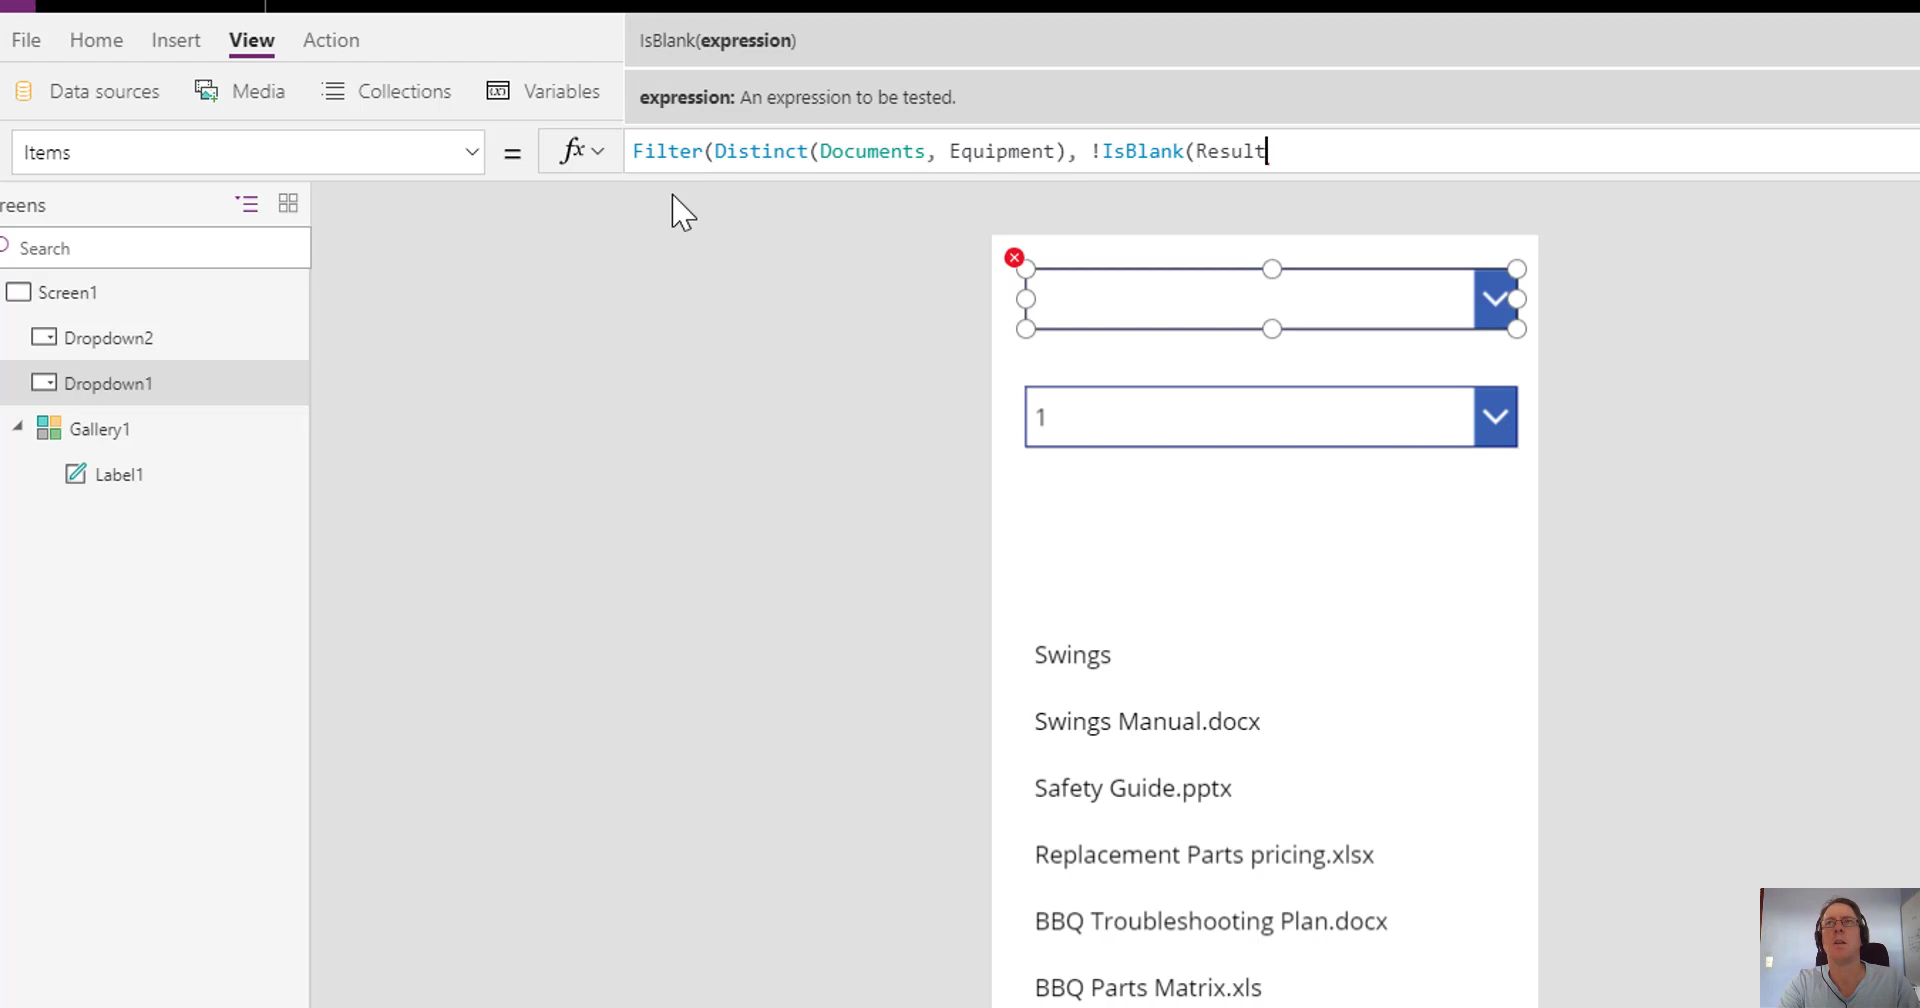 File Home Insert View Action
IsBlank(expression)
Data sources Media Collections Variables
expression: An expression to be tested.
Items = fx Filter(Distinct(Documents, Equipment), !IsBlank(Result
reens
Search
Screen1
Dropdown2
Dropdown1
Gallery1
Label1
1
Swings
Swings Manual.docx
Safety Guide.pptx
Replacement Parts pricing.xlsx
BBQ Troubleshooting Plan.docx
BBQ Parts Matrix.xls